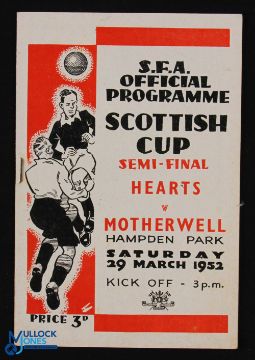 S.F.A.
OFFICIAL
PROGRAMME
SCOTTISH
CUP
SEMI-FINAL
HEARTS
v
MOTHERWELL
HAMPDEN PARK
SATURDAY
29 MARCH 1952
KICK OFF - 3 p.m.
PRICE 3D
MULLOCK
JONES